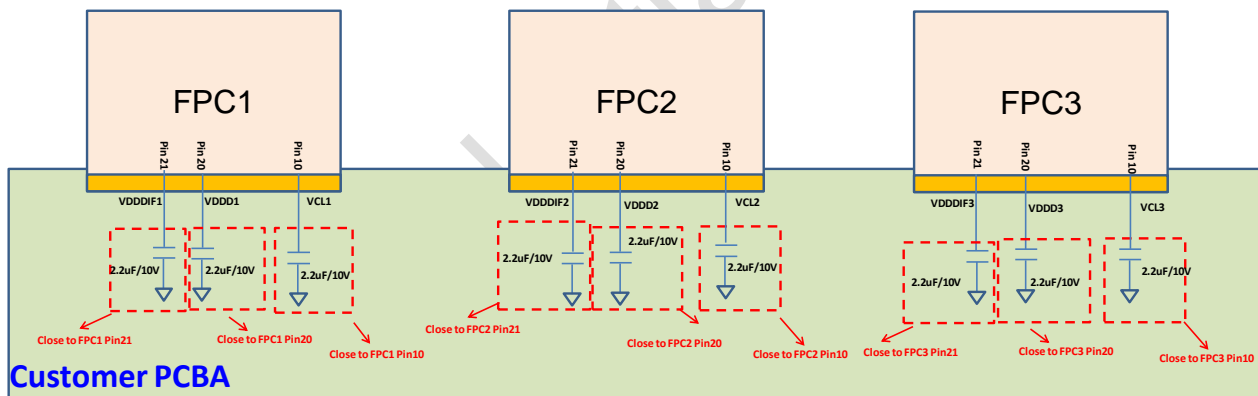 FPC1
FPC2
FPC3
Pin 21
Pin 20
Pin 10
Pin 21
Pin 20
Pin 10
Pin 21
Pin 20
Pin 10
VDDDIF1
VDDD1
VCL1
VDDDIF2
VDDD2
VCL2
VDDDIF3
VDDD3
VCL3
2.2uF/10V
2.2uF/10V
2.2uF/10V
2.2uF/10V
2.2uF/10V
2.2uF/10V
2.2uF/10V
2.2uF/10V
2.2uF/10V
Close to FPC1 Pin21
Close to FPC1 Pin20
Close to FPC1 Pin10
Close to FPC2 Pin21
Close to FPC2 Pin20
Close to FPC2 Pin10
Close to FPC3 Pin21
Close to FPC3 Pin20
Close to FPC3 Pin10
Customer PCBA